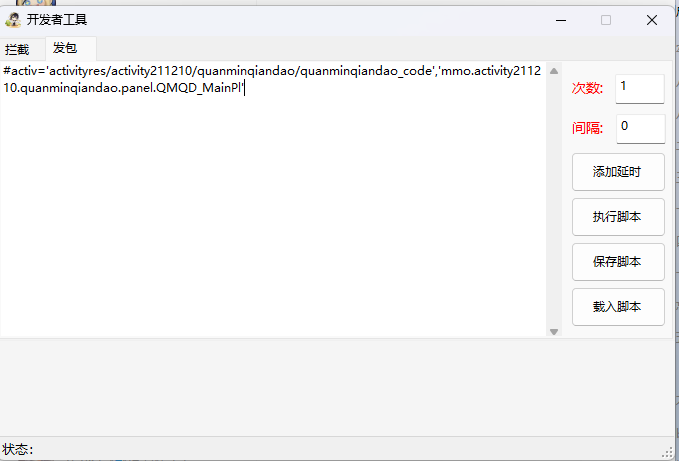 开发者工具
拦截
发包
#activ='activityres/activity211210/quanminqiandao/quanminqiandao_code','mmo.activity2112
10.quanminqiandao.panel.QMQD_MainPl'
次数: 1
间隔: 0
添加延时
执行脚本
保存脚本
载入脚本
状态: